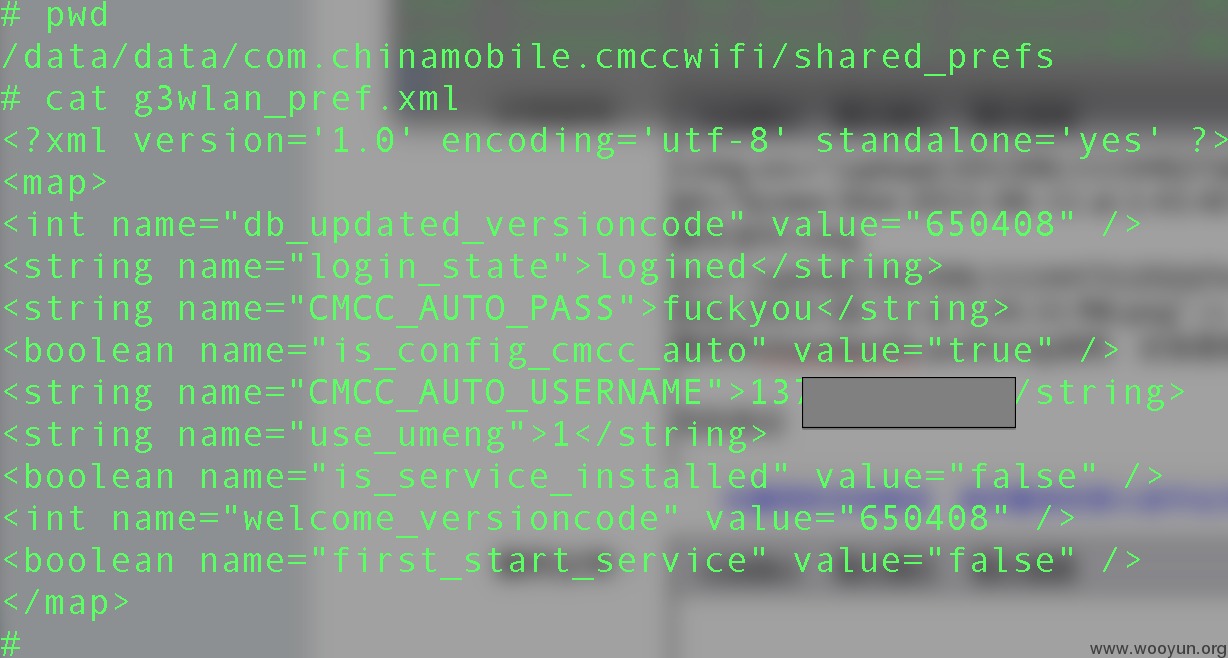 # pwd
/data/data/com.chinamobile.cmccwifi/shared_prefs
# cat g3wlan_pref.xml
<?xml version='1.0' encoding='utf-8' standalone='yes' ?>
<map>
<int name="db_updated_versioncode" value="650408" />
<string name="login_state">logined</string>
<string name="CMCC_AUTO_PASS">fuckyou</string>
<boolean name="is_config_cmcc_auto" value="true" />
<string name="CMCC_AUTO_USERNAME">137 /string>
<string name="use_umeng">1</string>
<boolean name="is_service_installed" value="false" />
<int name="welcome_versioncode" value="650408" />
<boolean name="first_start_service" value="false" />
</map>
#
www.wooyun.org